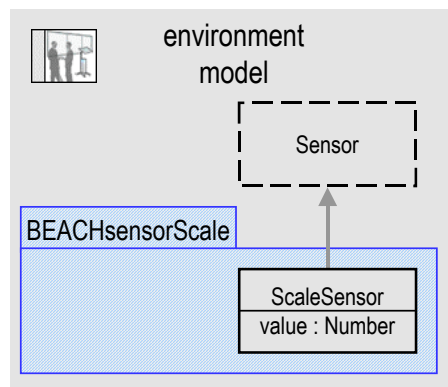 environment
model
Sensor
BEACHsensorScale
ScaleSensor
value : Number